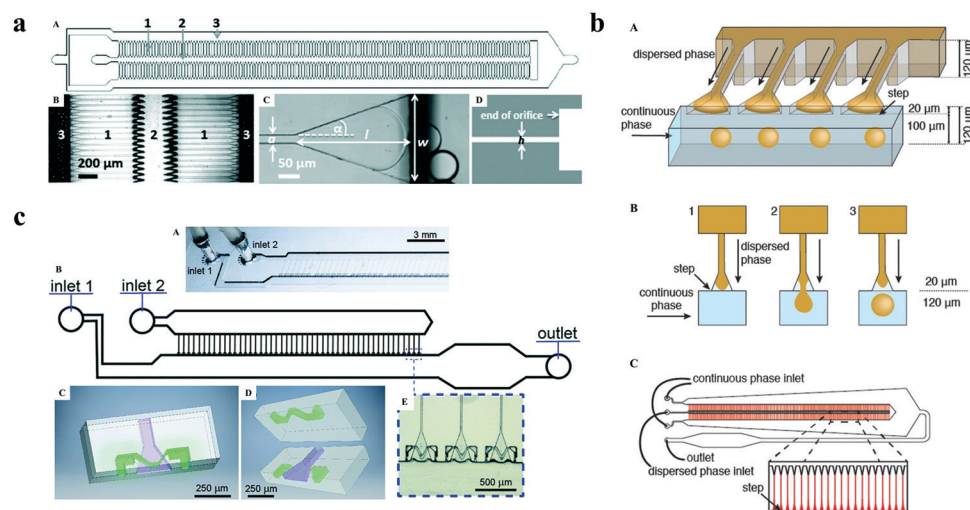 a
A
1 2 3
B
3 1 2 1 3
200 µm
C
α
d
l
w
50 µm
D
end of orifice
h
b
A
dispersed phase
step
continuous phase
120 µm
20 µm
100 µm
120 µm
B
1 2 3
dispersed phase
step
continuous phase
20 µm
120 µm
C
continuous phase inlet
outlet
dispersed phase inlet
step
c
A
inlet 1
inlet 2
3 mm
B
inlet 1
inlet 2
outlet
C
250 µm
D
250 µm
E
500 µm